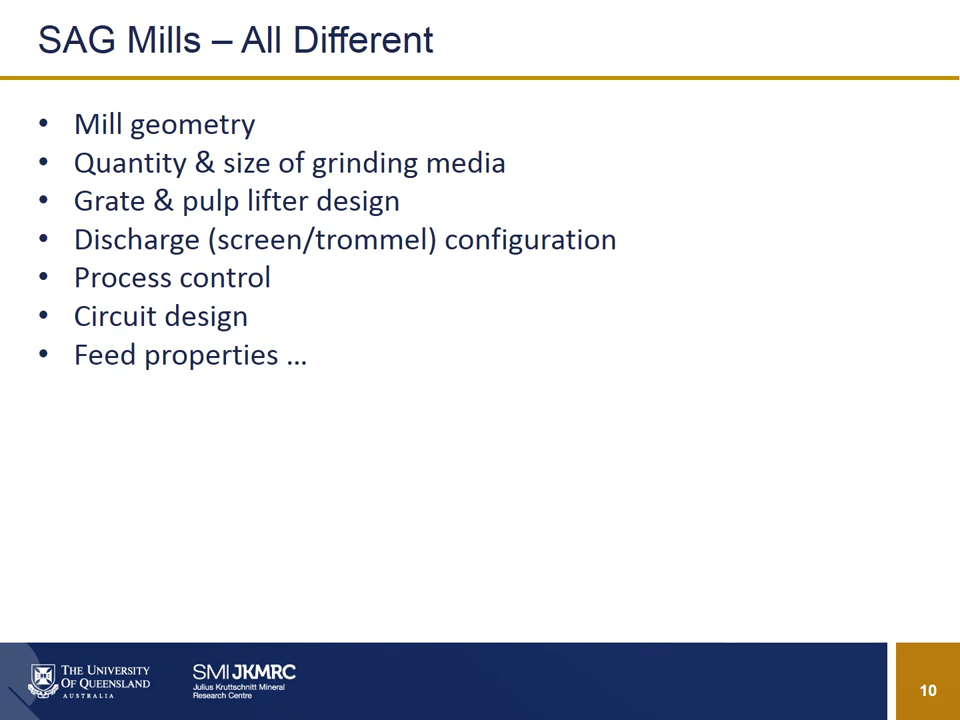 SAG Mills – All Different
• Mill geometry
• Quantity & size of grinding media
• Grate & pulp lifter design
• Discharge (screen/trommel) configuration
• Process control
• Circuit design
• Feed properties ...
THE UNIVERSITY
OF QUEENSLAND
AUSTRALIA
SMI JKMRC
Julius Kruttschnitt Mineral
Research Centre
10